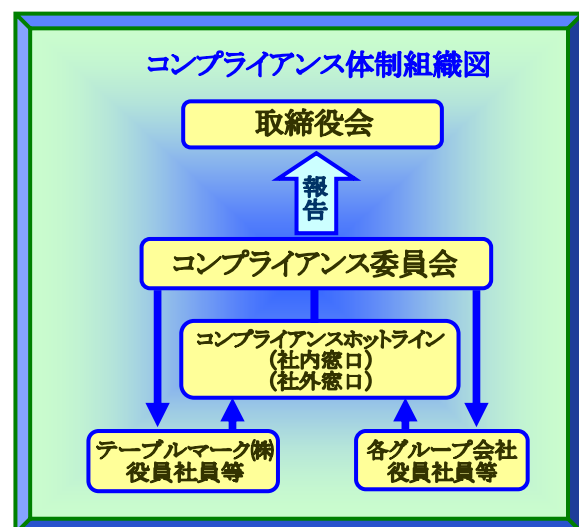 コンプライアンス体制組織図
取締役会
報
告
コンプライアンス委員会
コンプライアンスホットライン
(社内窓口)
(社外窓口)
テーブルマーク㈱
役員社員等
各グループ会社
役員社員等